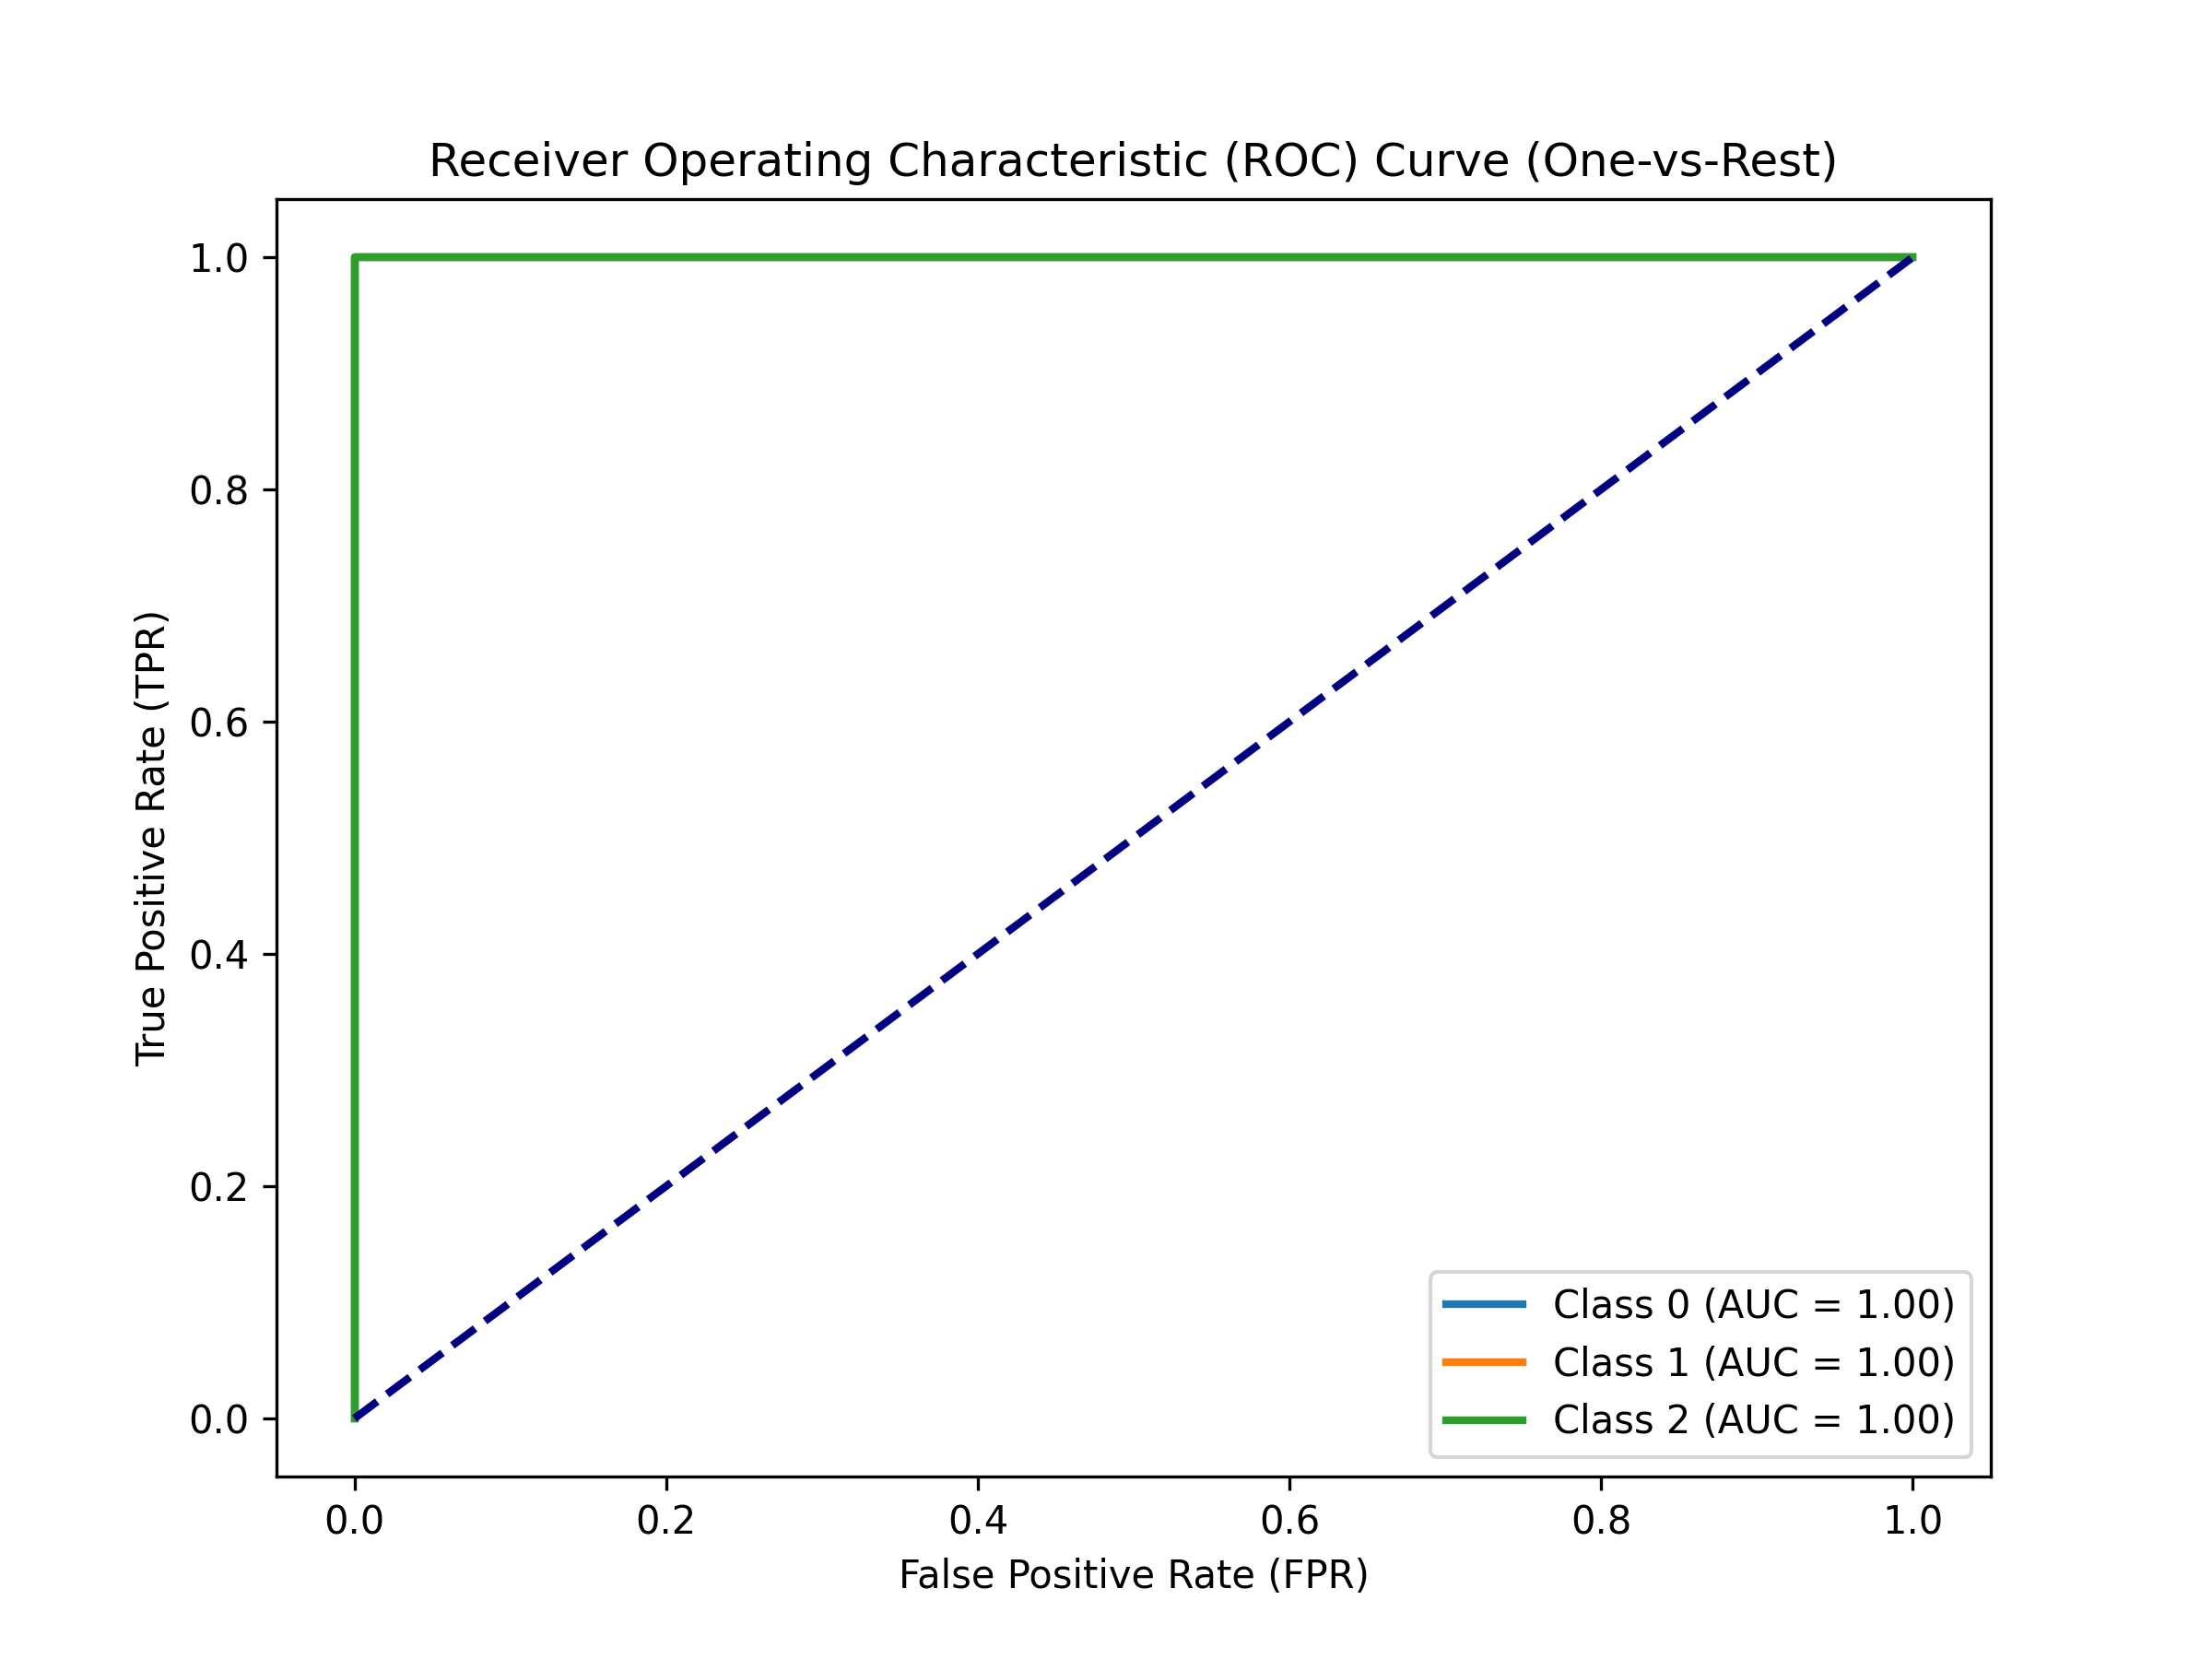 Receiver Operating Characteristic (ROC) Curve (One-vs-Rest)
True Positive Rate (TPR)
1.0
0.8
0.6
0.4
0.2
0.0
Class 0 (AUC = 1.00)
Class 1 (AUC = 1.00)
Class 2 (AUC = 1.00)
0.0 0.2 0.4 0.6 0.8 1.0
False Positive Rate (FPR)